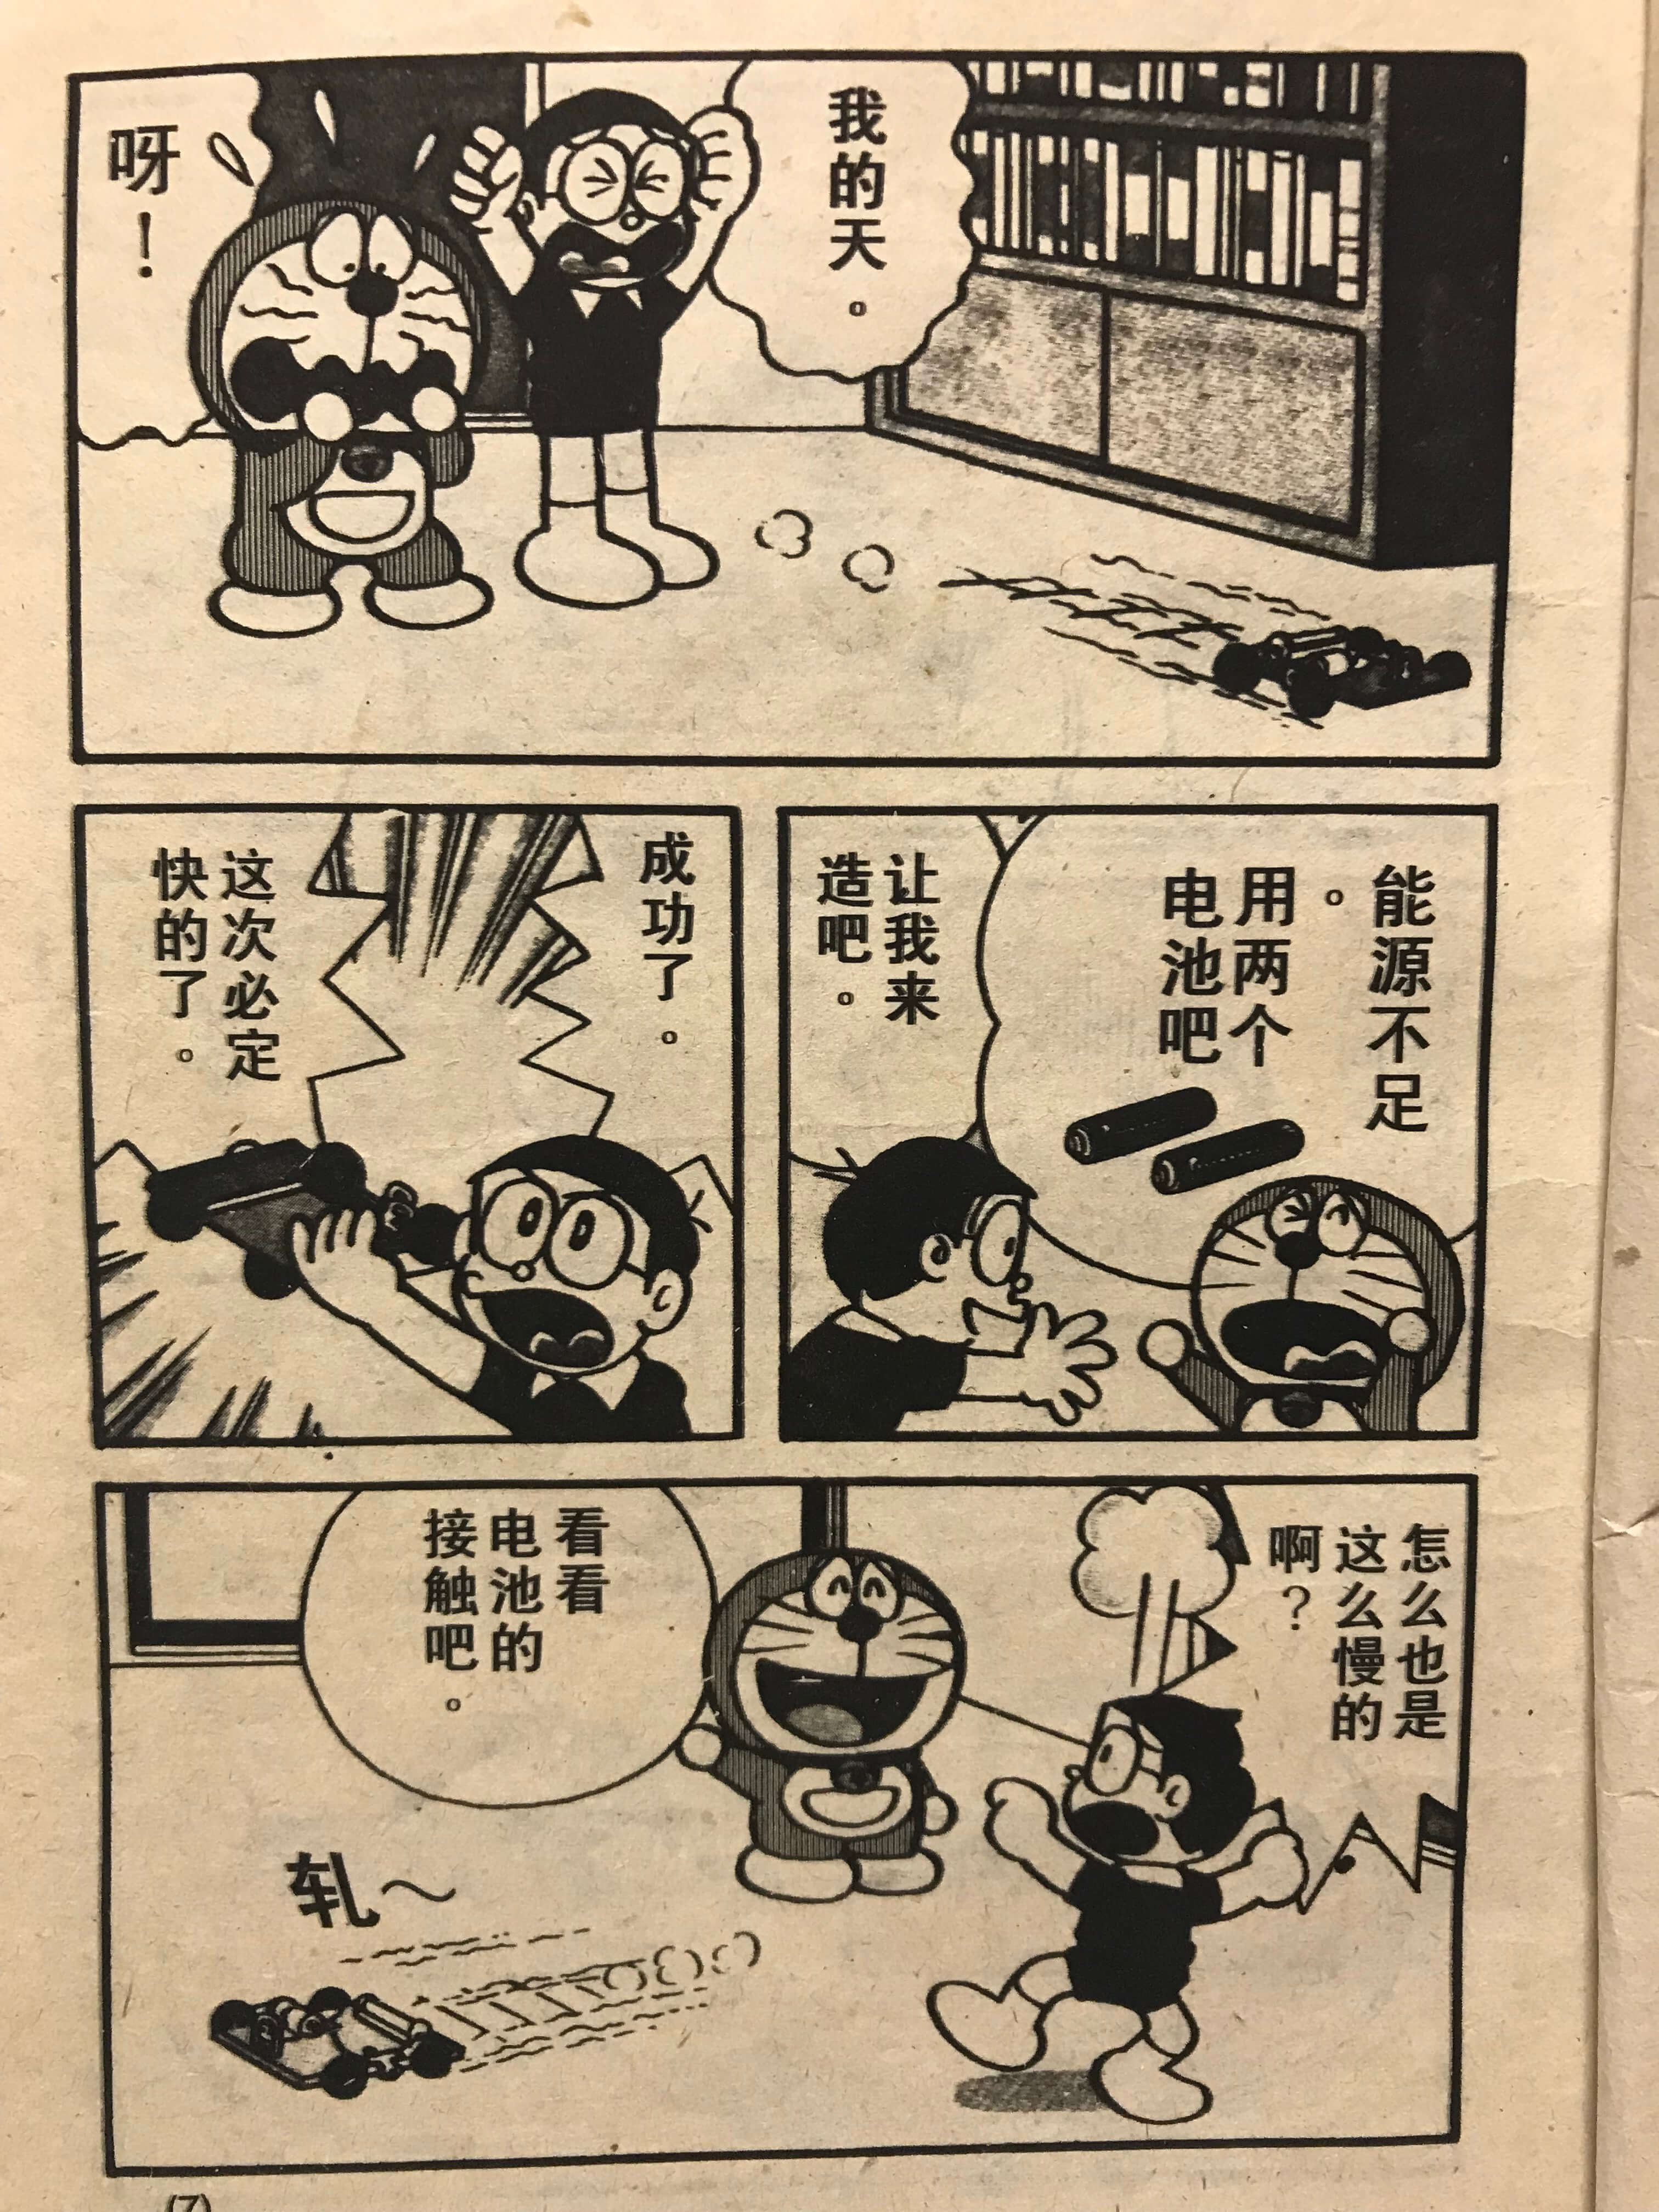 我的天。
呀！
能源不足
。
用两个
电池吧
让我来
造吧。
成功了。
这次必定
快的了。
怎么也是
这么慢的
啊？
看看
电池的
接触吧。
轧～
(7)